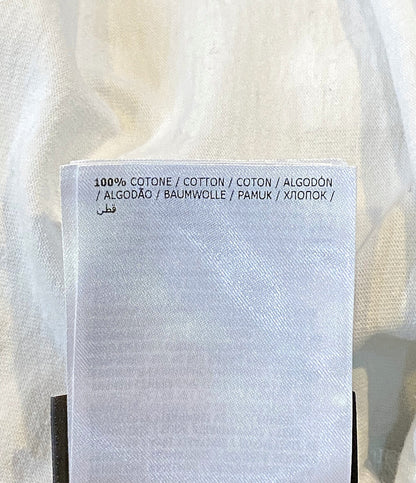 100% COTONE / COTTON / COTON / ALGODÓN
/ ALGODÃO / BAUMWOLLE / PAMUK / ХЛОПОК /
قطن